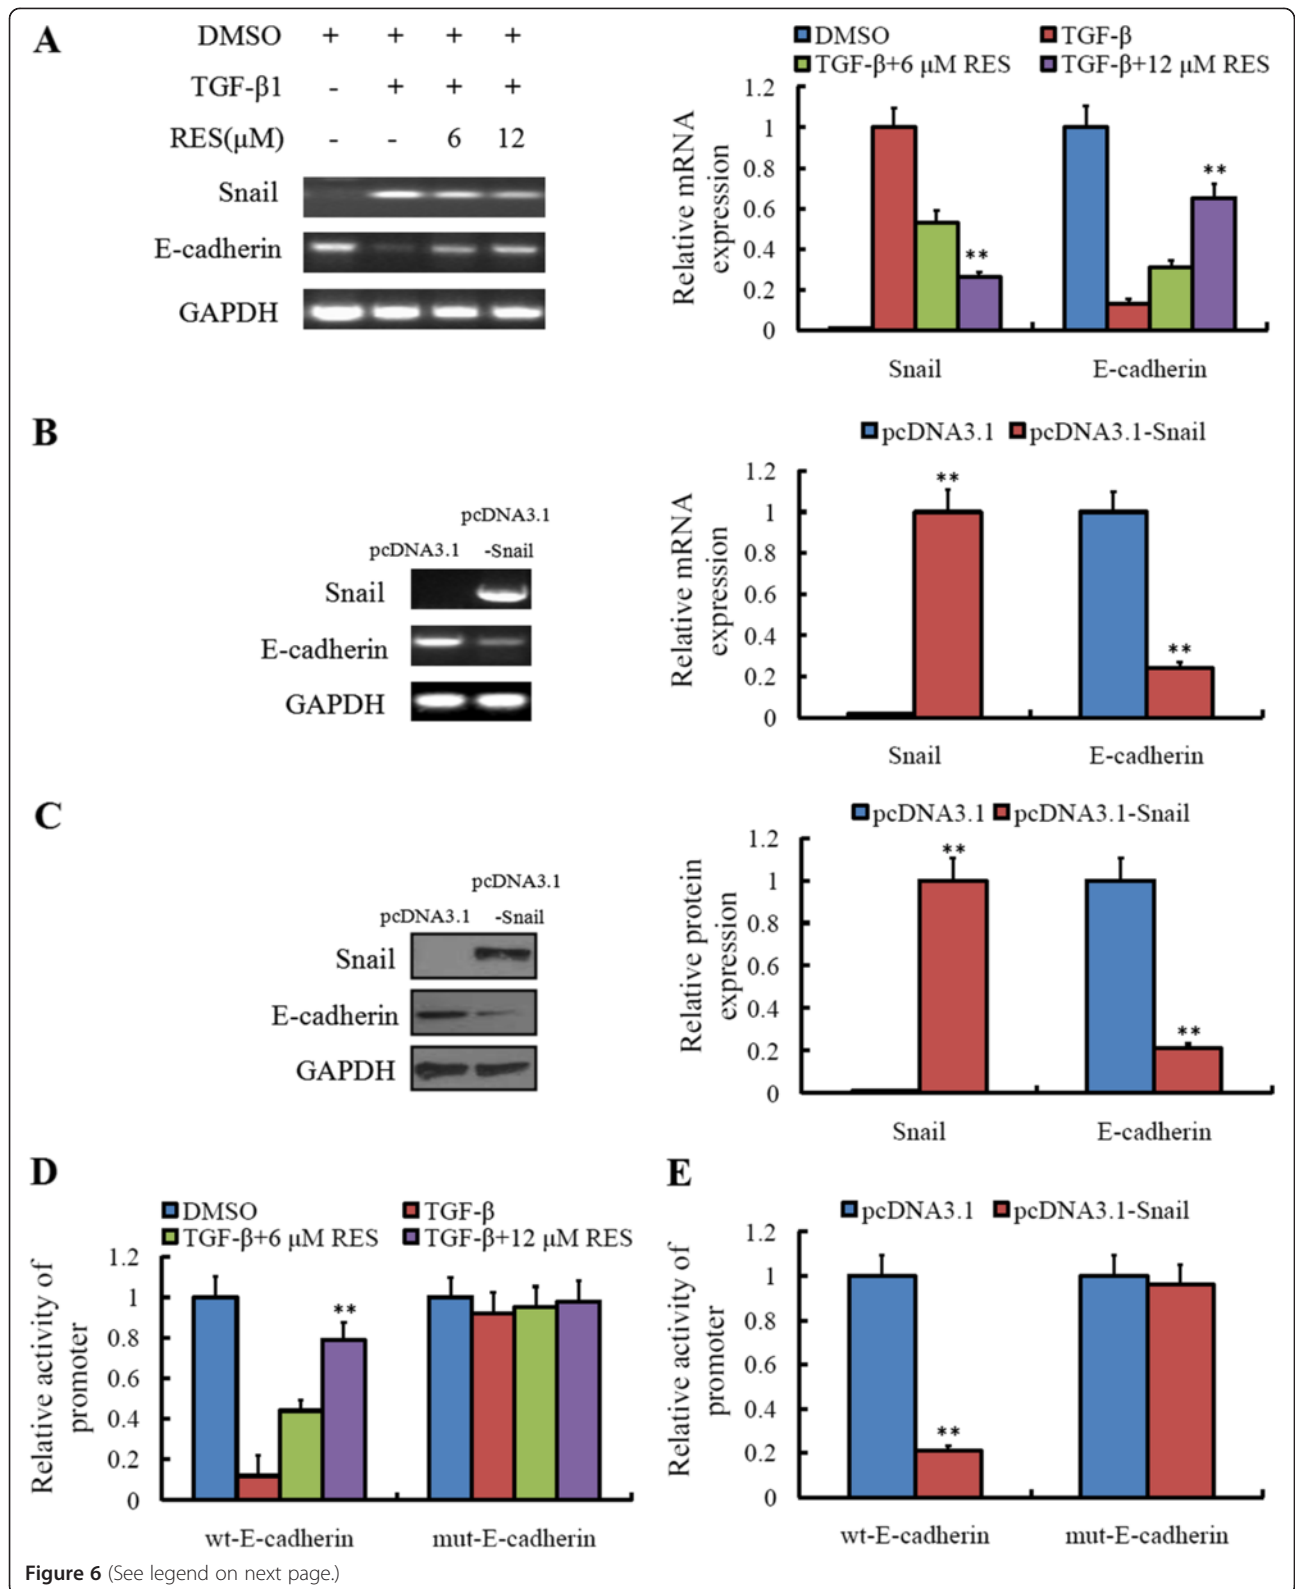 A
DMSO + + + +
TGF-β1 - + + +
RES(μM) - - 6 12
Snail
E-cadherin
GAPDH
DMSO TGF-β
TGF-β+6 μM RES TGF-β+12 μM RES
Relative mRNA
expression
1.2
1
0.8
0.6
0.4
0.2
0
**
**
Snail E-cadherin
B
pcDNA3.1
pcDNA3.1 -Snail
Snail
E-cadherin
GAPDH
pcDNA3.1 pcDNA3.1-Snail
Relative mRNA
expression
1.2
1
0.8
0.6
0.4
0.2
0
**
**
Snail E-cadherin
C
pcDNA3.1
pcDNA3.1 -Snail
Snail
E-cadherin
GAPDH
pcDNA3.1 pcDNA3.1-Snail
Relative protein
expression
1.2
1
0.8
0.6
0.4
0.2
0
**
**
Snail E-cadherin
D
DMSO TGF-β
TGF-β+6 μM RES TGF-β+12 μM RES
Relative activity of
promoter
1.2
1
0.8
0.6
0.4
0.2
0
**
wt-E-cadherin mut-E-cadherin
E
pcDNA3.1 pcDNA3.1-Snail
Relative activity of
promoter
1.2
1
0.8
0.6
0.4
0.2
0
**
wt-E-cadherin mut-E-cadherin
Figure 6 (See legend on next page.)